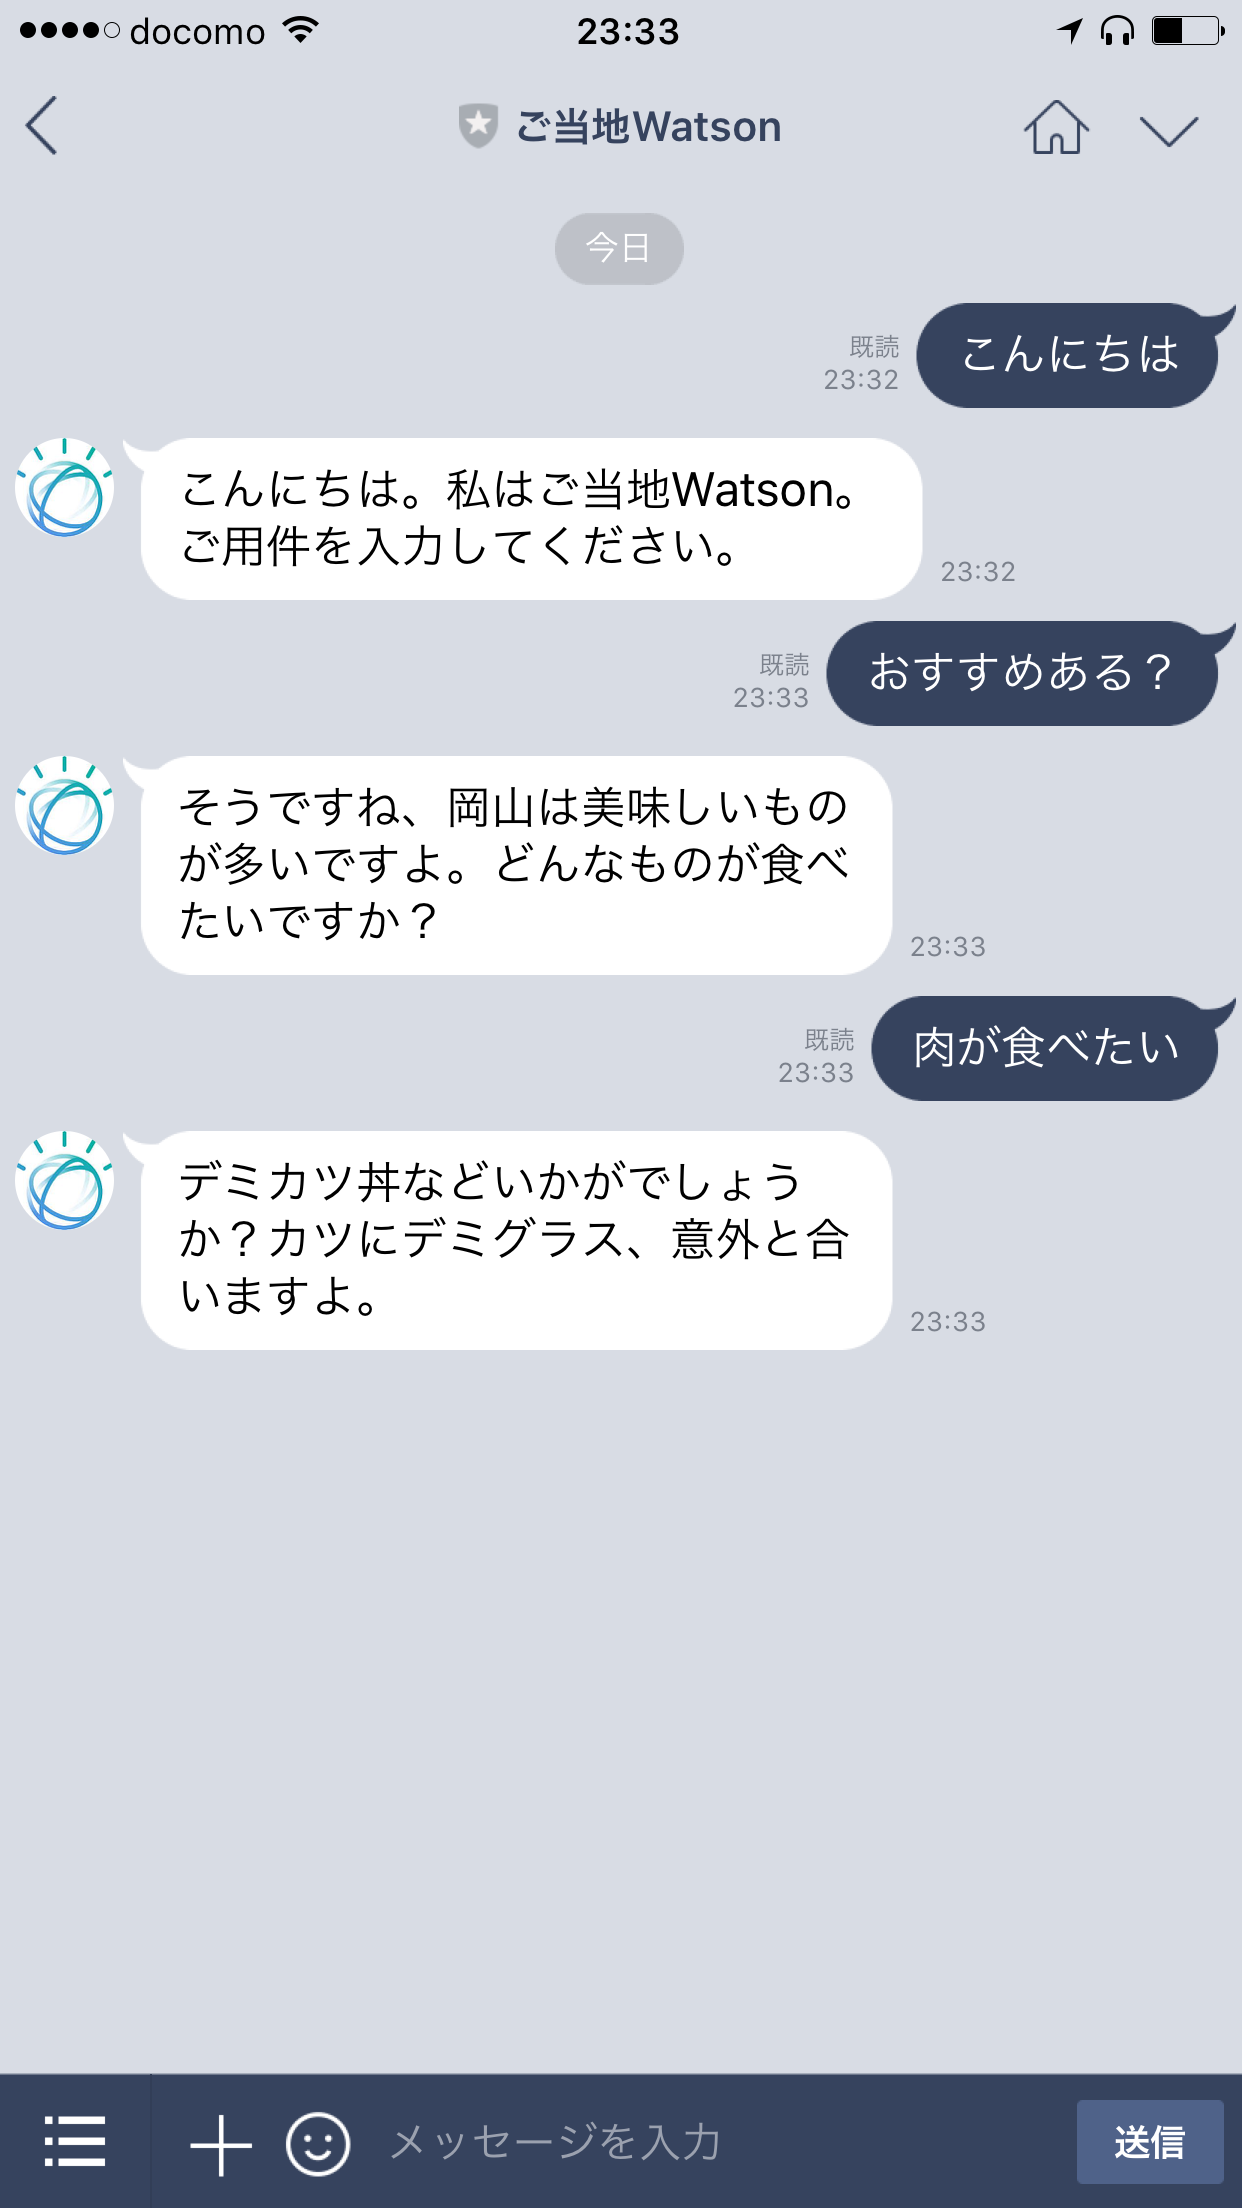 docomo 23:33
ご当地Watson
今日
こんにちは
既読
23:32
こんにちは。私はご当地Watson。
ご用件を入力してください。
23:32
おすすめある？
既読
23:33
そうですね、岡山は美味しいもの
が多いですよ。どんなものが食べ
たいですか？
23:33
肉が食べたい
既読
23:33
デミカツ丼などいかがでしょう
か？カツにデミグラス、意外と合
いますよ。
23:33
メッセージを入力
送信